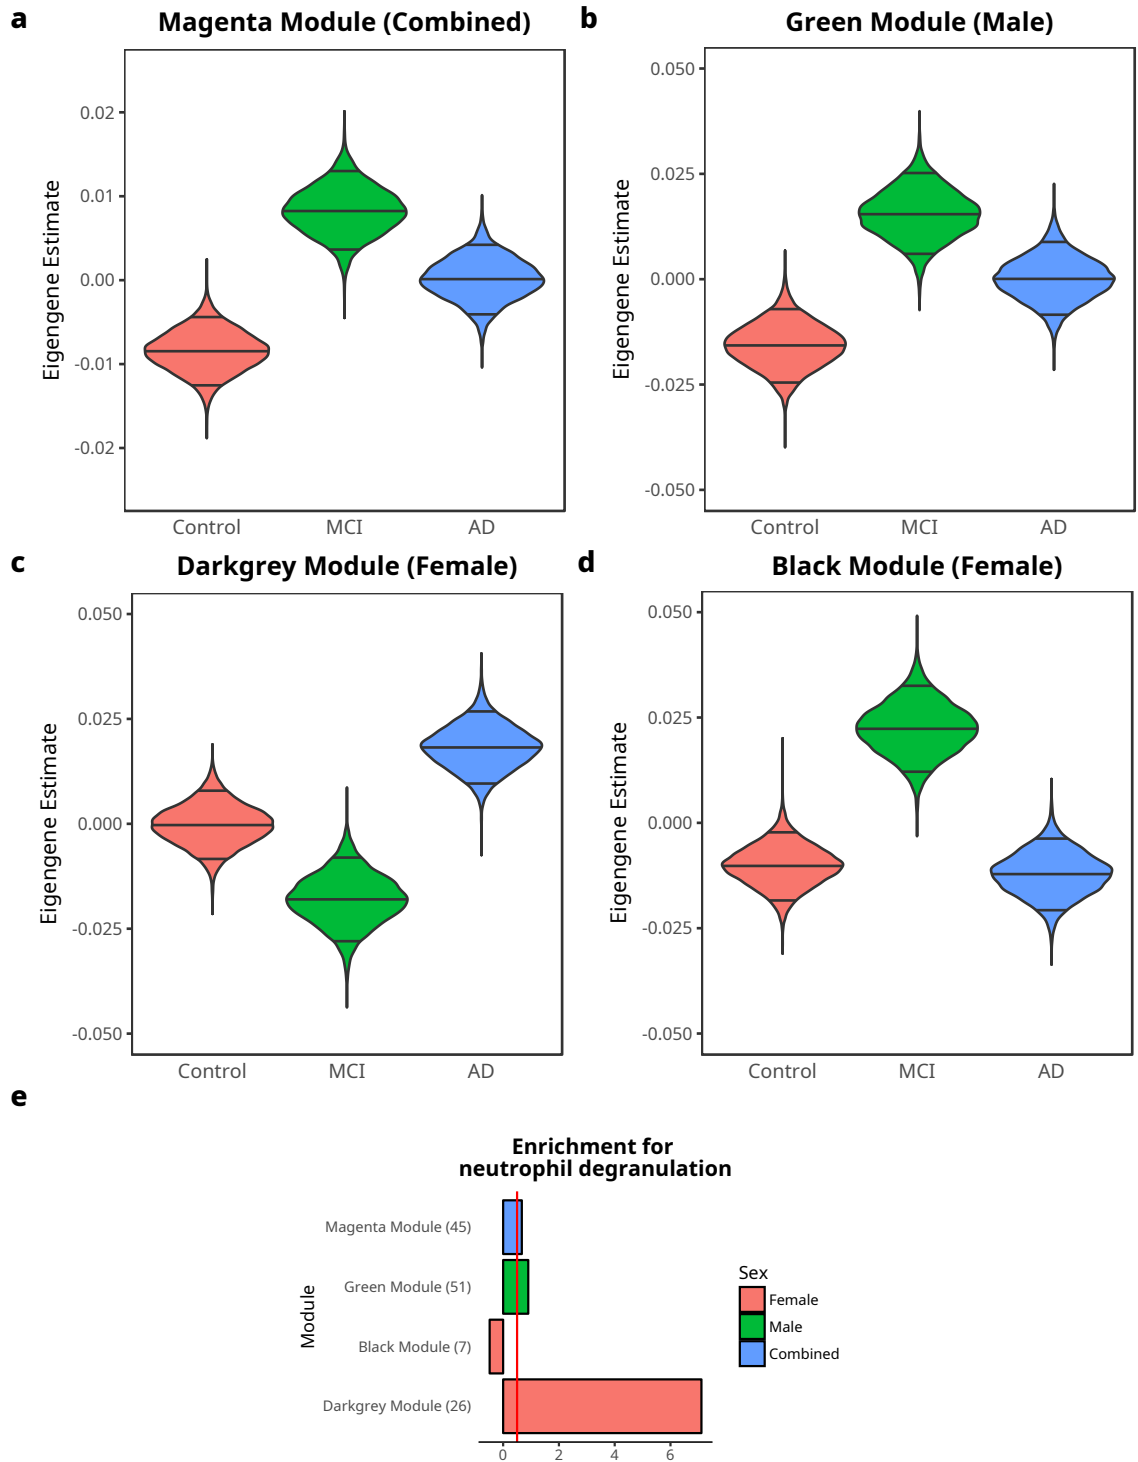 a
Magenta Module (Combined)
Eigengene Estimate
0.02
0.01
0.00
-0.01
-0.02
Control MCI AD
b
Green Module (Male)
Eigengene Estimate
0.050
0.025
0.000
-0.025
-0.050
Control MCI AD
c
Darkgrey Module (Female)
Eigengene Estimate
0.050
0.025
0.000
-0.025
-0.050
Control MCI AD
d
Black Module (Female)
Eigengene Estimate
0.050
0.025
0.000
-0.025
-0.050
Control MCI AD
e
Enrichment for
neutrophil degranulation
Module
Magenta Module (45)
Green Module (51)
Black Module (7)
Darkgrey Module (26)
0 2 4 6
Sex
Female
Male
Combined